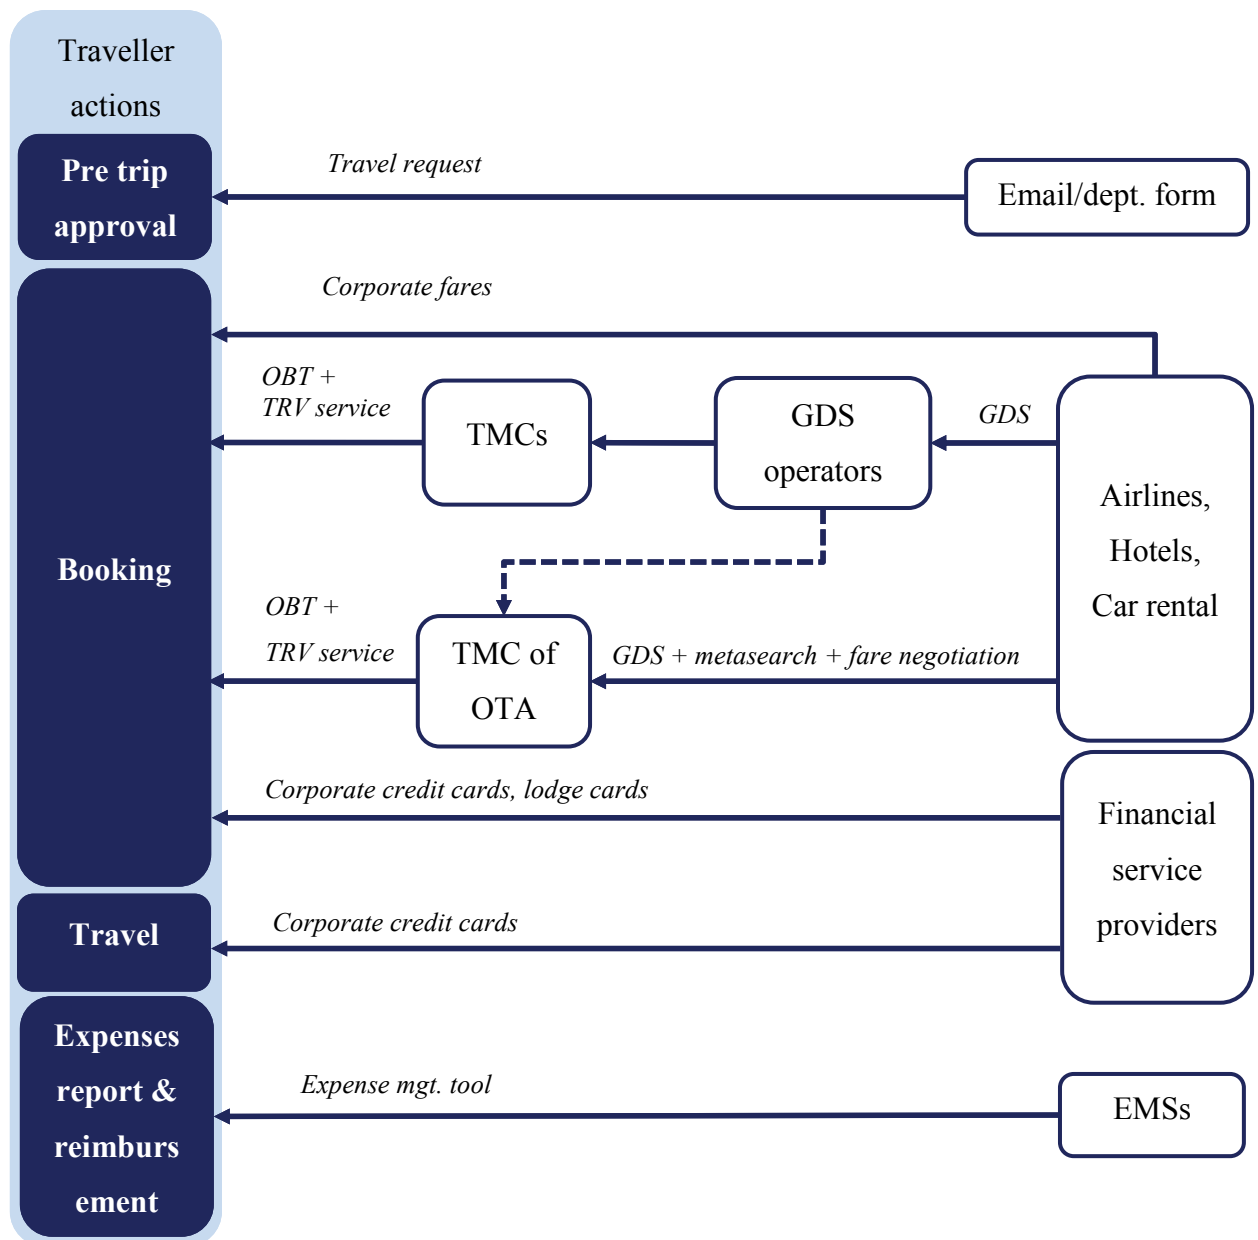 Traveller
actions
Pre trip
approval
Travel request
Email/dept. form
Corporate fares
OBT +
TRV service
TMCs
GDS
operators
GDS
Airlines,
Hotels,
Car rental
Booking
OBT +
TRV service
TMC of
OTA
GDS + metasearch + fare negotiation
Corporate credit cards, lodge cards
Financial
service
providers
Travel
Corporate credit cards
Expenses
report &
reimburs
ement
Expense mgt. tool
EMSs